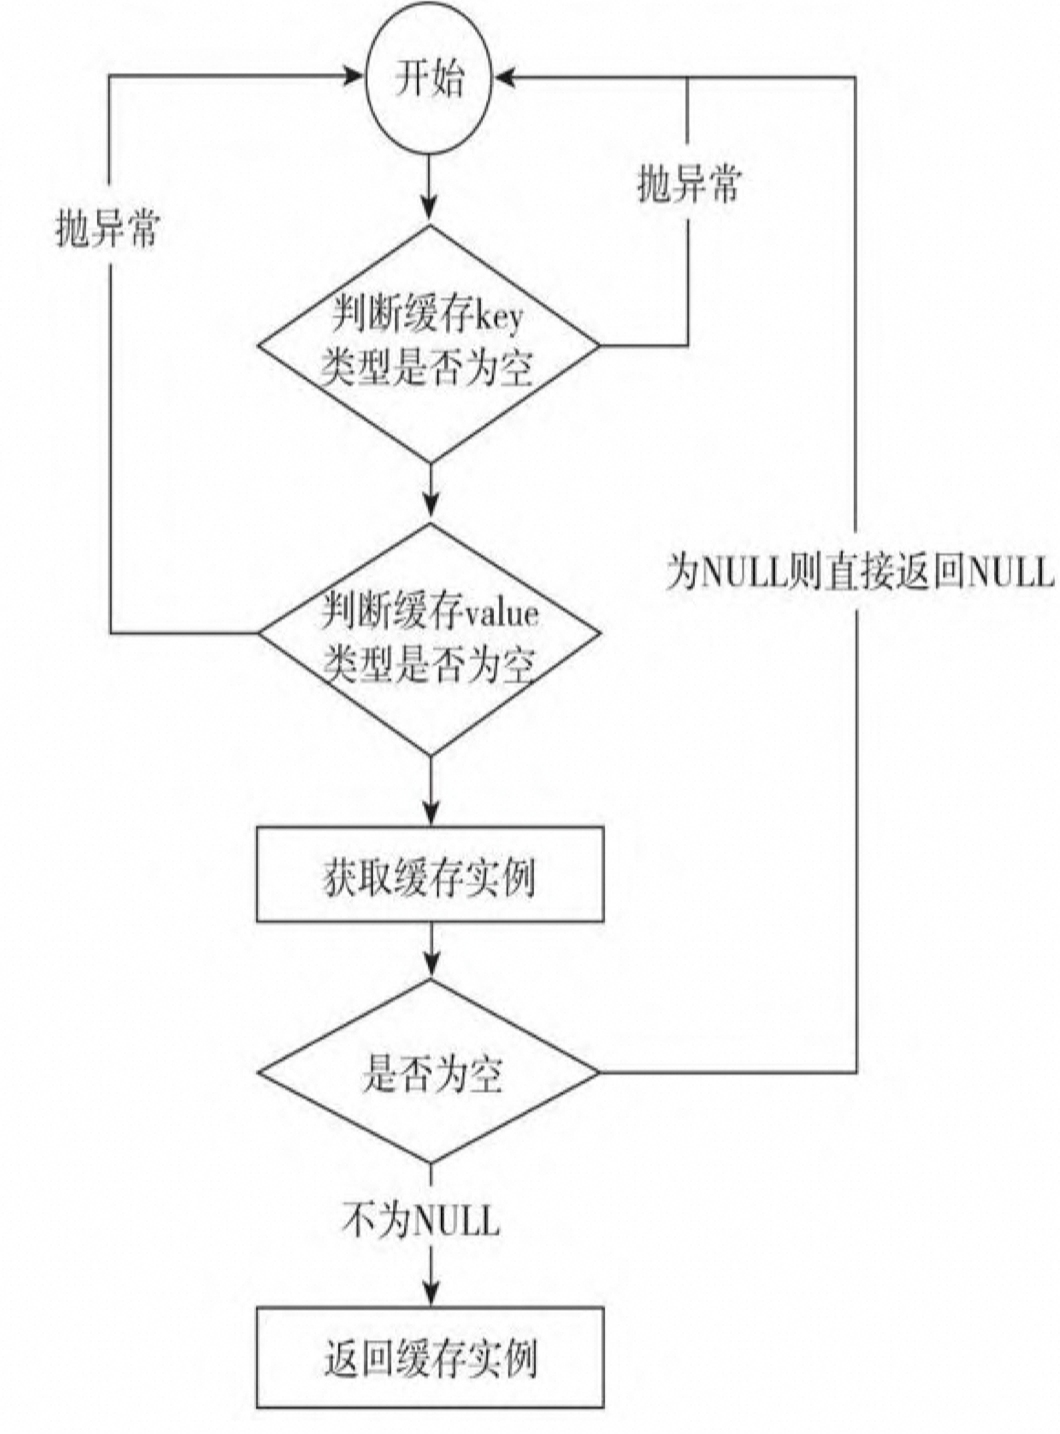 开始
抛异常
抛异常
判断缓存key
类型是否为空
为NULL则直接返回NULL
判断缓存value
类型是否为空
获取缓存实例
是否为空
不为NULL
返回缓存实例